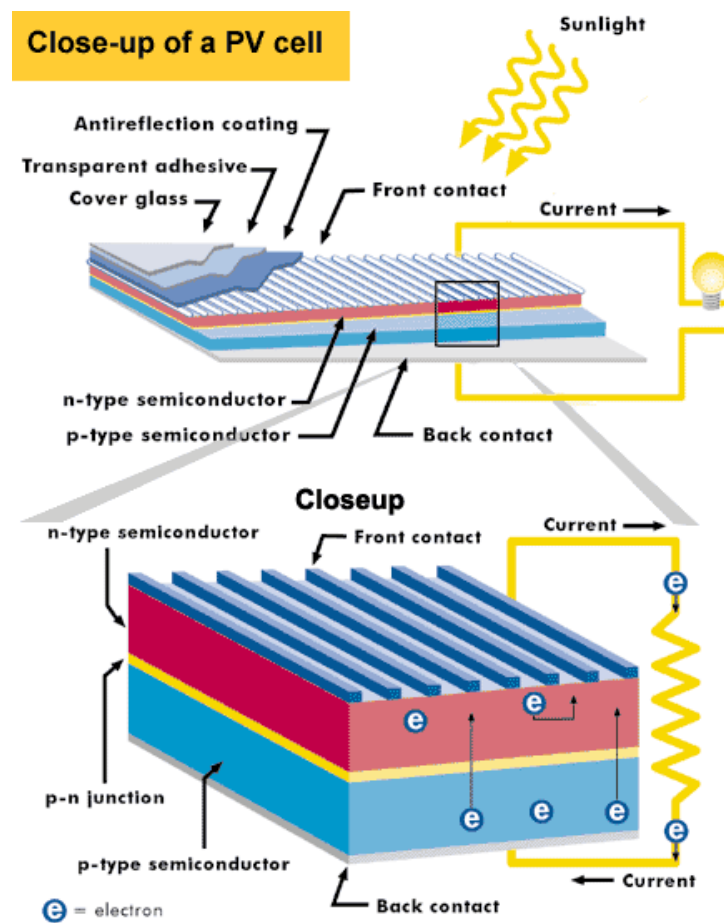 Close-up of a PV cell
Sunlight
Antireflection coating
Transparent adhesive
Cover glass
Front contact
Current
n-type semiconductor
p-type semiconductor
Back contact
Closeup
n-type semiconductor
Front contact
Current
e
e
e
e
e
e
e
p-n junction
p-type semiconductor
Back contact
Current
e = electron